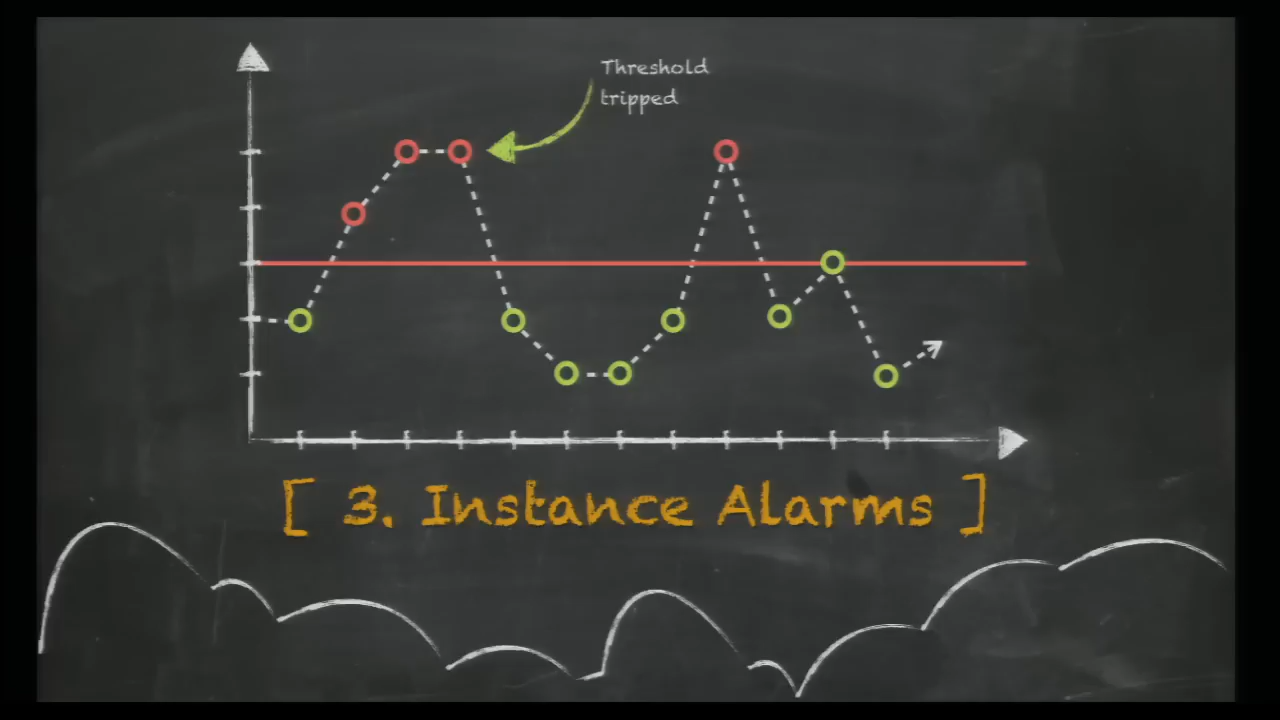 Threshold
tripped
[ 3. Instance Alarms ]